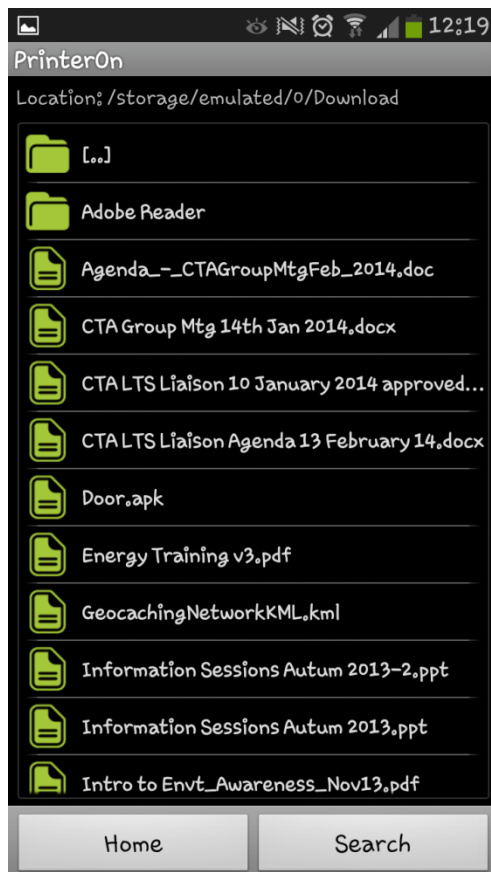 12:19
PrinterOn
Location: /storage/emulated/0/Download
[..]
Adobe Reader
Agenda_-_CTAGroupMtgFeb_2014.doc
CTA Group Mtg 14th Jan 2014.docx
CTA LTS Liaison 10 January 2014 approved...
CTA LTS Liaison Agenda 13 February 14.docx
Door.apk
Energy Training v3.pdf
GeocachingNetworkKML.kml
Information Sessions Autum 2013-2.ppt
Information Sessions Autum 2013.ppt
Intro to Envt_Awareness_Nov13.pdf
Home
Search